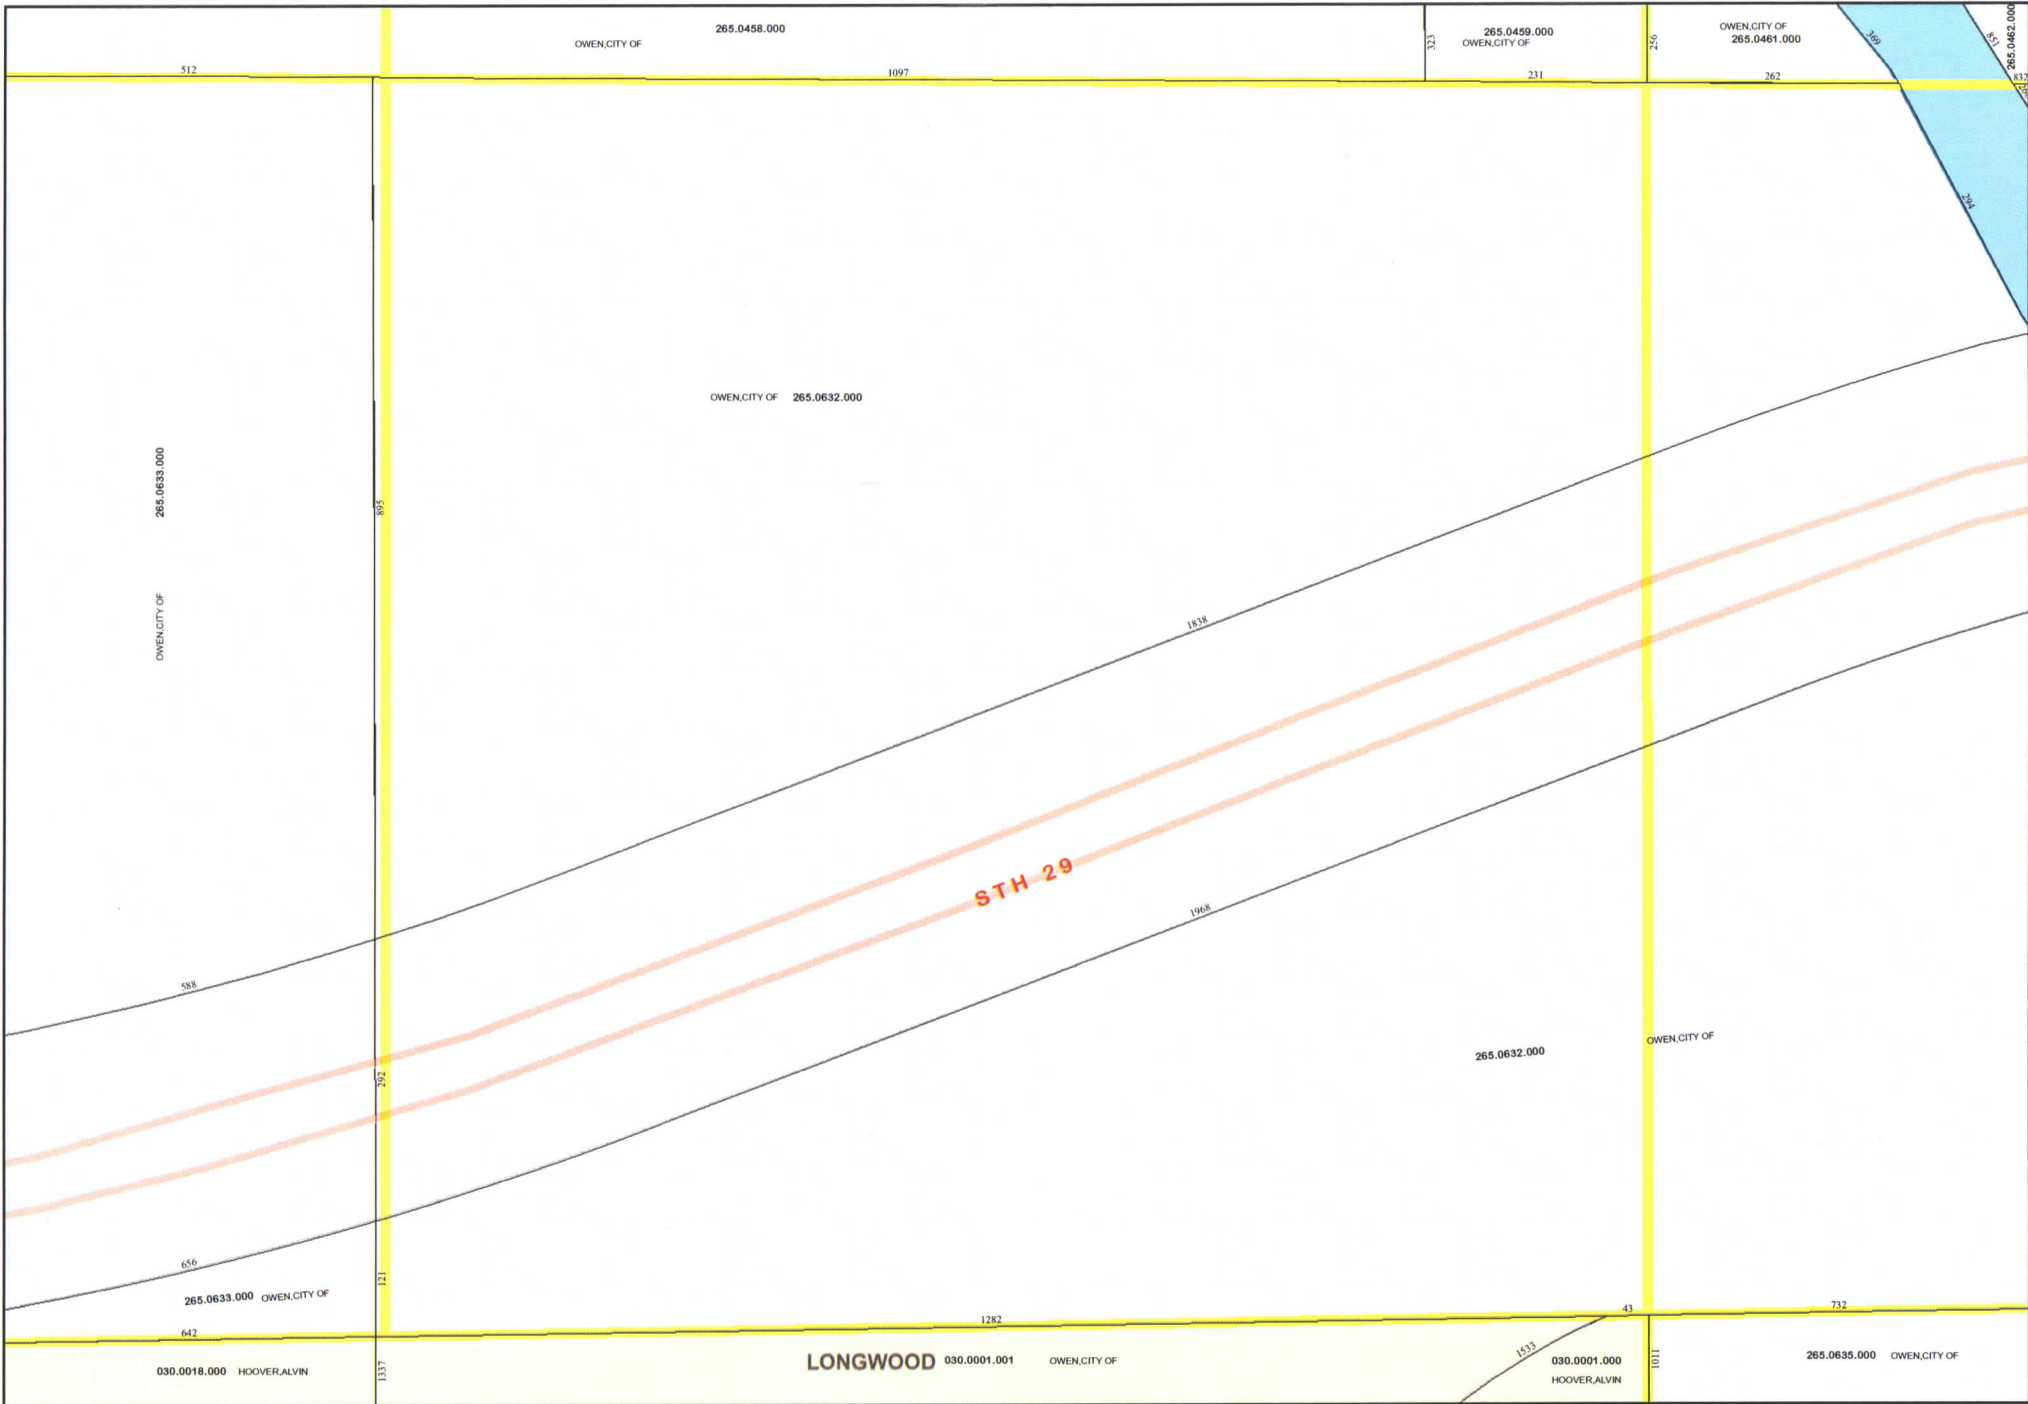 265.0458.000
OWEN,CITY OF
323
265.0459.000
OWEN,CITY OF
256
OWEN,CITY OF
265.0461.000
369
851
265.0462.000
512
1097
231
262
832
294
OWEN,CITY OF 265.0632.000
265.0633.000
OWEN,CITY OF
895
1838
STH 29
1968
588
292
265.0632.000
OWEN,CITY OF
656
121
265.0633.000 OWEN,CITY OF
642
1282
43
732
030.0018.000 HOOVER,ALVIN
1337
LONGWOOD 030.0001.001 OWEN,CITY OF
1533
030.0001.000
HOOVER,ALVIN
1011
265.0635.000 OWEN,CITY OF